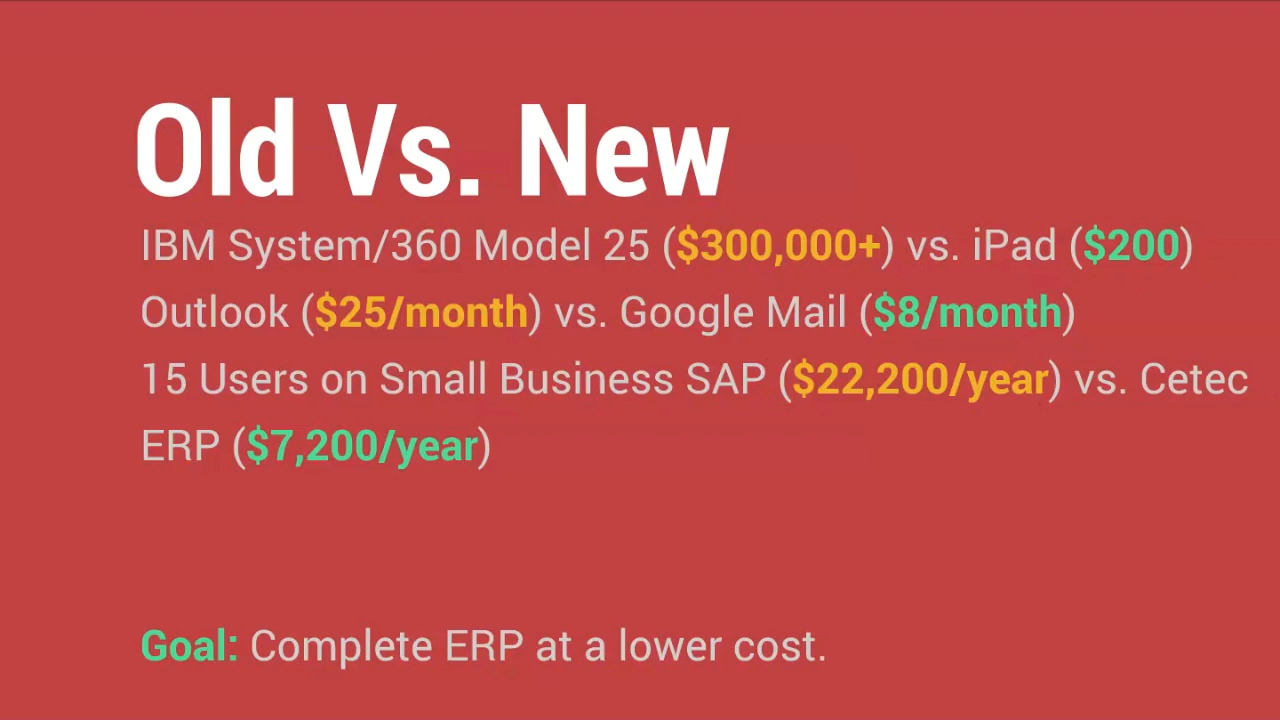 Old Vs. New
IBM System/360 Model 25 ($300,000+) vs. iPad ($200)
Outlook ($25/month) vs. Google Mail ($8/month)
15 Users on Small Business SAP ($22,200/year) vs. Cetec
ERP ($7,200/year)
Goal: Complete ERP at a lower cost.